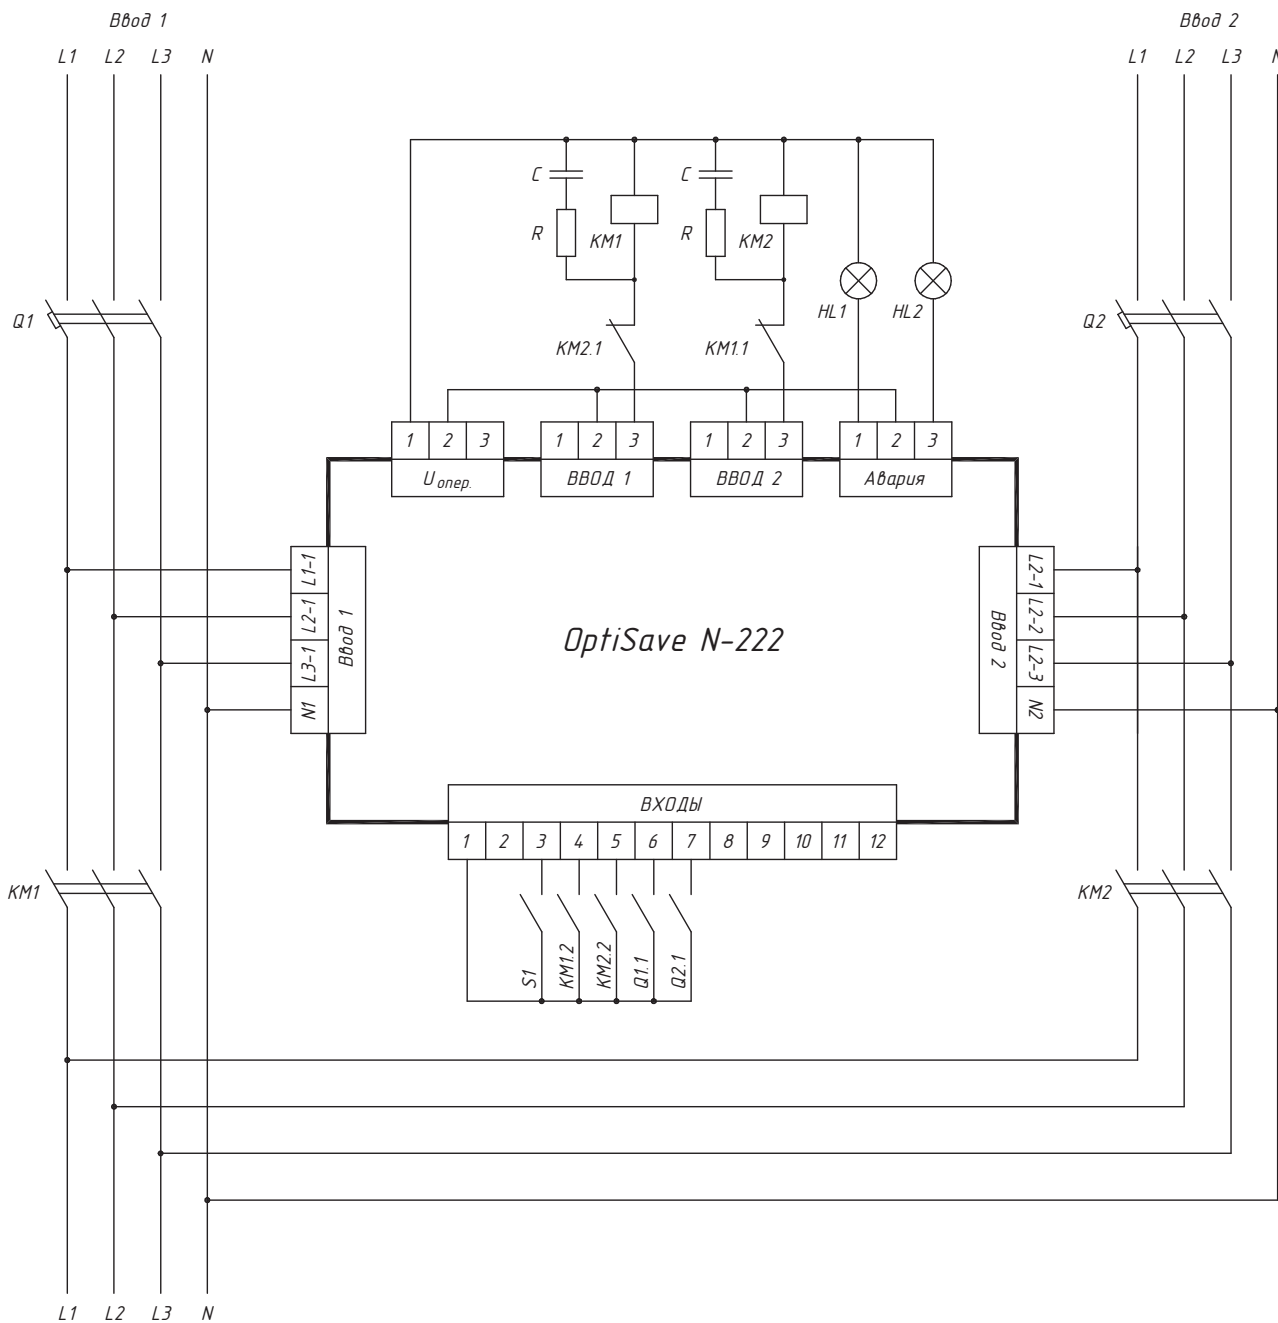 Ввод 1
Ввод 2
L1 L2 L3 N
L1 L2 L3 N
C
C
R
KM1
R
KM2
HL1
HL2
Q1
Q2
KM2.1
KM1.1
1 2 3
1 2 3
1 2 3
1 2 3
U опер.
ВВОД 1
ВВОД 2
Авария
L1-1
L2-1
L3-1
N1
Ввод 1
OptiSave N-222
Ввод 2
L2-1
L2-2
L2-3
N2
ВХОДЫ
1 2 3 4 5 6 7 8 9 10 11 12
KM1
KM2
S1
KM1.2
KM2.2
Q1.1
Q2.1
L1 L2 L3 N